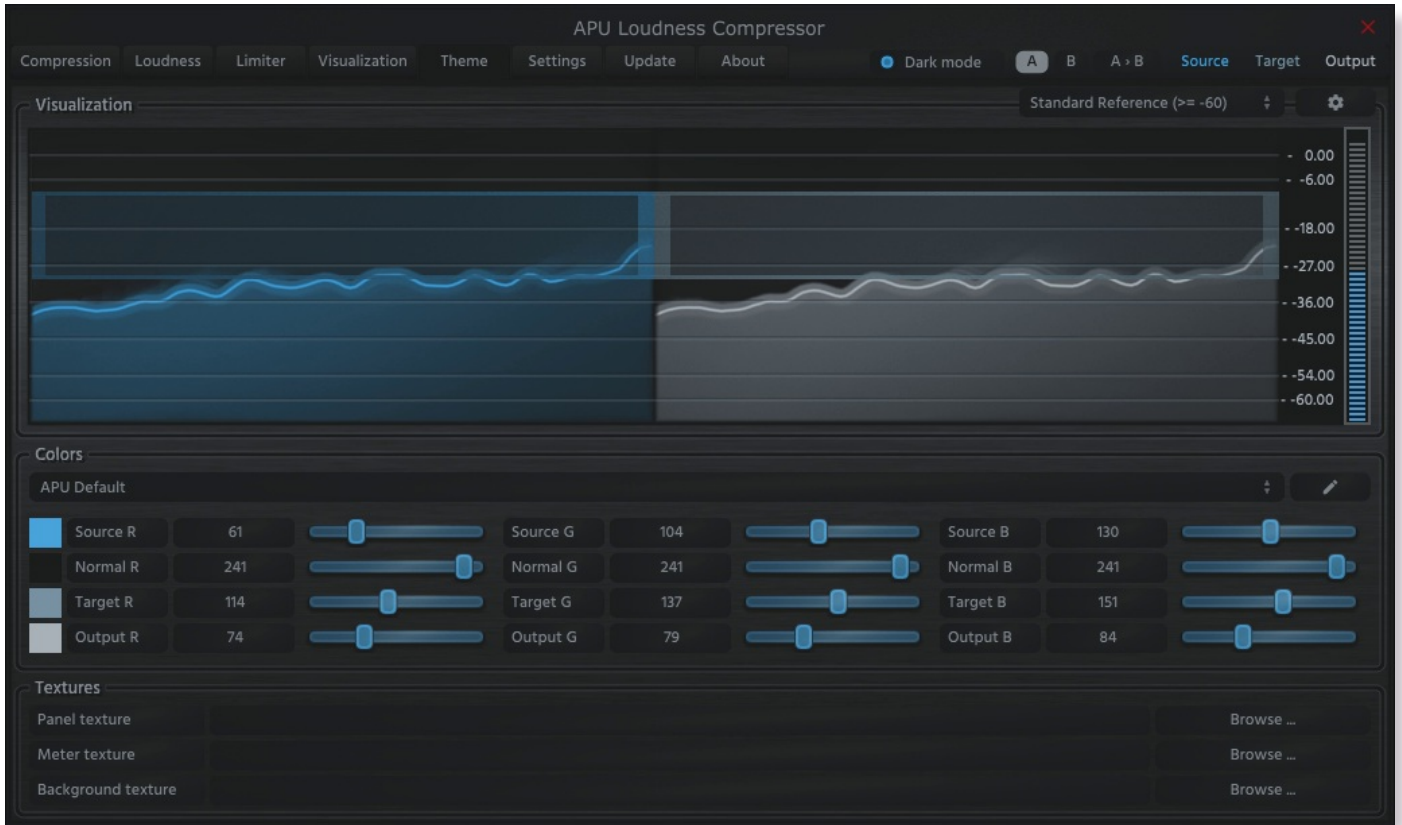 APU Loudness Compressor
Compression Loudness Limiter Visualization Theme Settings Update About Dark mode A B A › B Source Target Output
Visualization Standard Reference (>= -60)
- 0.00
- -6.00
- -18.00
- -27.00
- -36.00
- -45.00
- -54.00
- -60.00
Colors
APU Default
Source R 61 Source G 104 Source B 130
Normal R 241 Normal G 241 Normal B 241
Target R 114 Target G 137 Target B 151
Output R 74 Output G 79 Output B 84
Textures
Panel texture Browse ...
Meter texture Browse ...
Background texture Browse ...